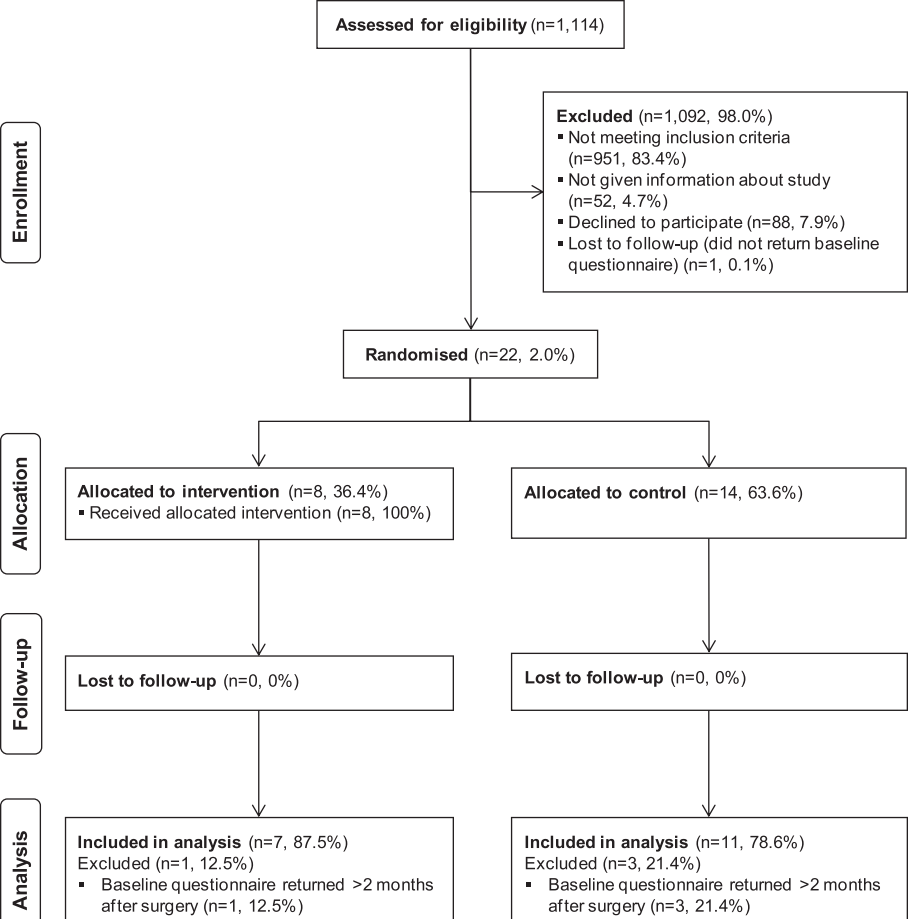 Assessed for eligibility (n=1,114)
Enrollment
Excluded (n=1,092, 98.0%)
▪ Not meeting inclusion criteria
(n=951, 83.4%)
▪ Not given information about study
(n=52, 4.7%)
▪ Declined to participate (n=88, 7.9%)
▪ Lost to follow-up (did not return baseline
questionnaire) (n=1, 0.1%)
Randomised (n=22, 2.0%)
Allocation
Allocated to intervention (n=8, 36.4%)
▪ Received allocated intervention (n=8, 100%)
Allocated to control (n=14, 63.6%)
Follow-up
Lost to follow-up (n=0, 0%)
Lost to follow-up (n=0, 0%)
Analysis
Included in analysis (n=7, 87.5%)
Excluded (n=1, 12.5%)
▪ Baseline questionnaire returned >2 months
after surgery (n=1, 12.5%)
Included in analysis (n=11, 78.6%)
Excluded (n=3, 21.4%)
▪ Baseline questionnaire returned >2 months
after surgery (n=3, 21.4%)